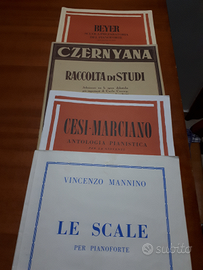 BEYER
CZERNYANA
RACCOLTA DI STUDI
CESI-MARCIANO
ANTOLOGIA PIANISTICA
VINCENZO MANNINO
LE SCALE
PER PIANOFORTE
subito